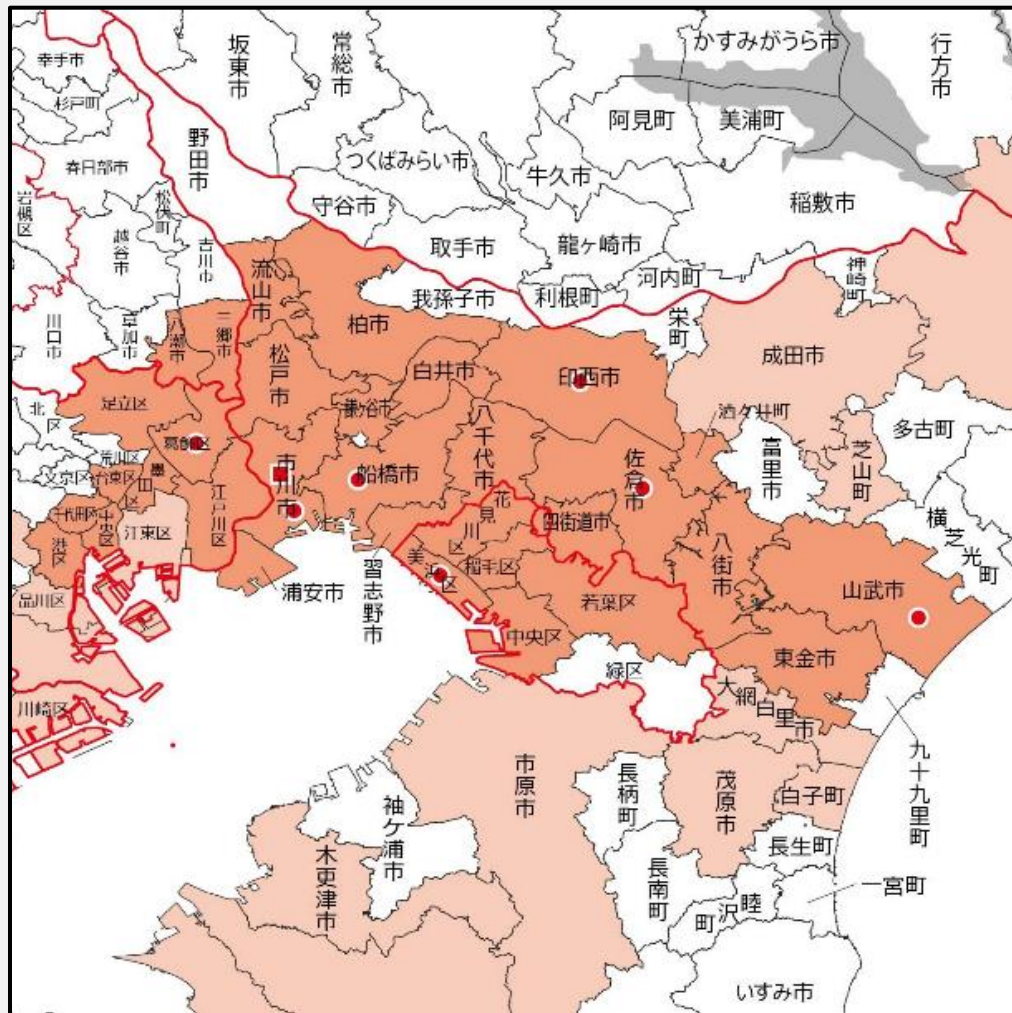 幸手市
坂東市
常総市
かすみがうら市
行方市
杉戸町
阿見町
美浦町
野田市
春日部市
つくばみらい市
牛久市
岩槻区
松伏町
守谷市
稲敷市
越谷市
吉川市
取手市
龍ヶ崎市
河内町
神崎町
流山市
我孫子市
利根町
栄町
川口市
草加市
八潮市
三郷市
柏市
成田市
松戸市
白井市
印西市
足立区
北区
鎌ケ谷市
酒々井町
多古町
葛飾区
八千代市
富里市
芝山町
荒川区
文京区
台東区
墨田区
市川市
船橋市
佐倉市
江戸川区
花見川区
四街道市
横芝光町
千代田区
中央区
江東区
港区
稲毛区
美浜区
八街市
品川区
浦安市
習志野市
若葉区
山武市
中央区
緑区
東金市
川崎区
大網白里市
九十九里町
市原市
長柄町
茂原市
白子町
袖ケ浦市
木更津市
長生町
長南町
一宮町
睦沢町
いすみ市